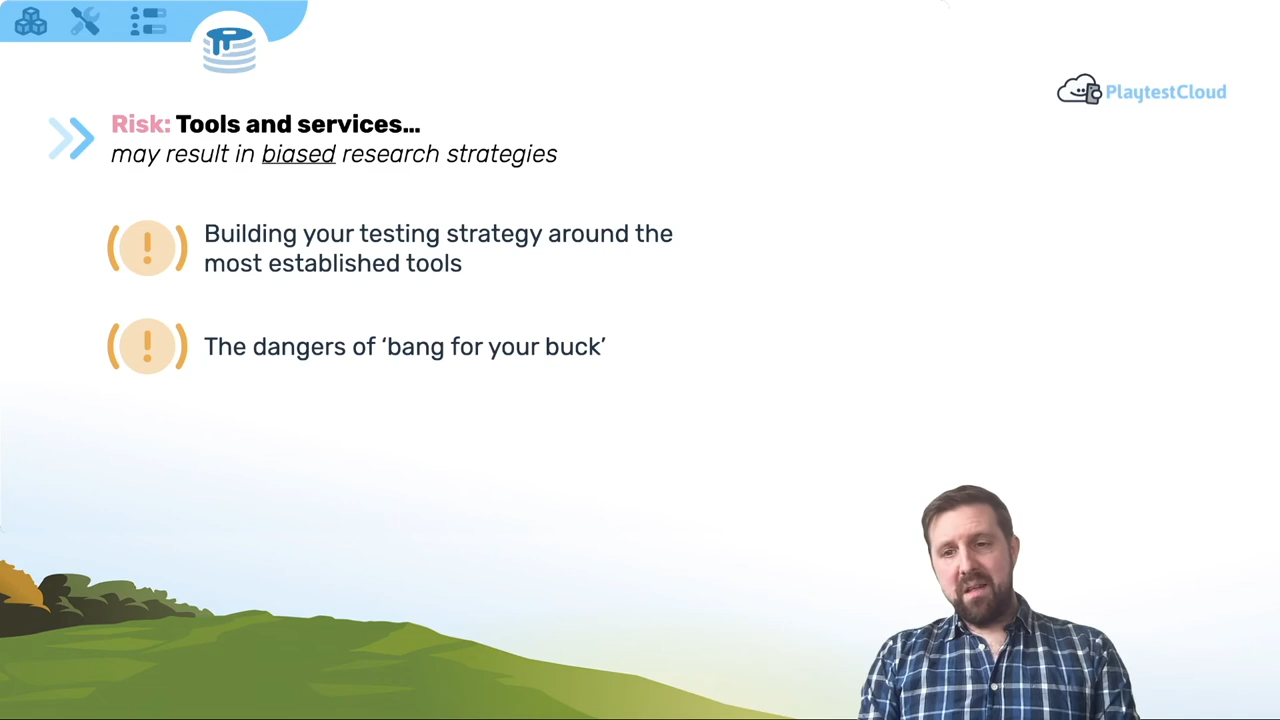 PlaytestCloud
Risk: Tools and services…
may result in biased research strategies
Building your testing strategy around the
most established tools
The dangers of ‘bang for your buck’